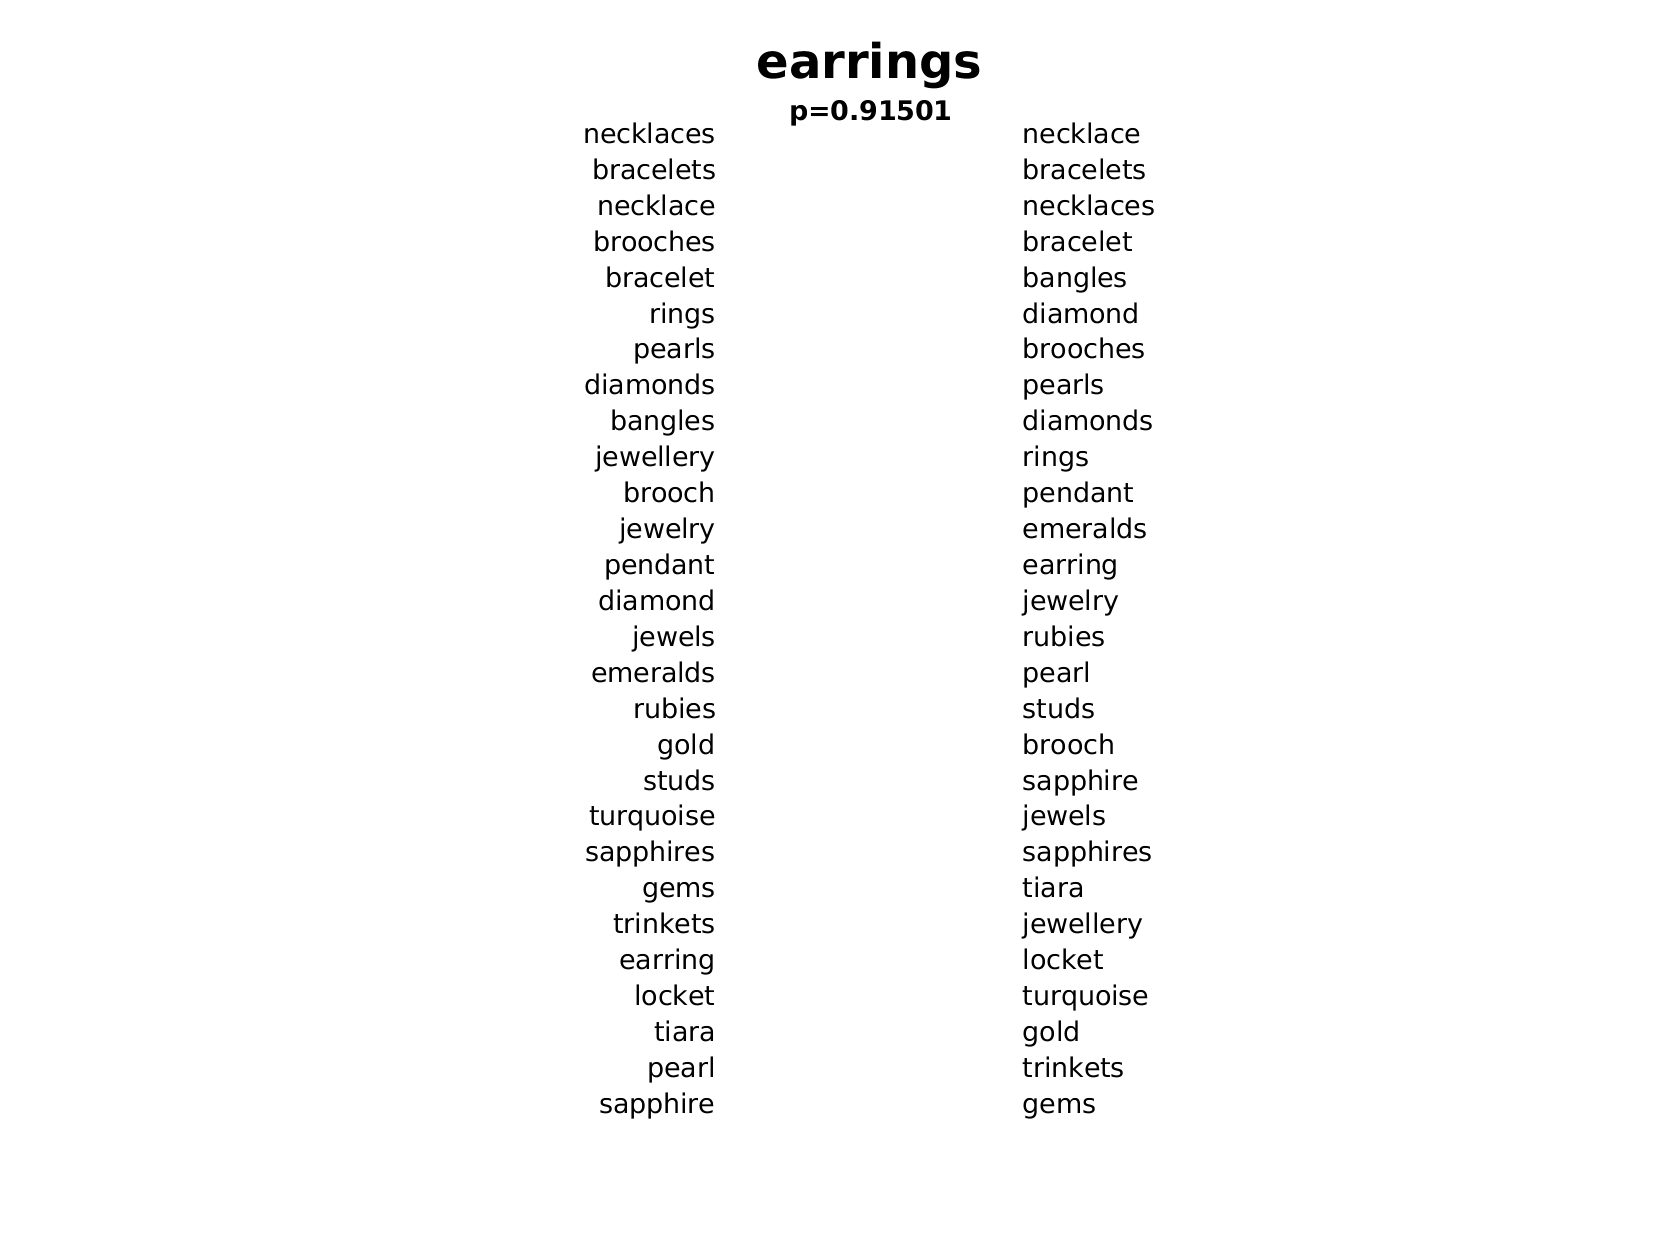 earrings
p=0.91501
necklaces necklace
bracelets bracelets
necklace necklaces
brooches bracelet
bracelet bangles
rings diamond
pearls brooches
diamonds pearls
bangles diamonds
jewellery rings
brooch pendant
jewelry emeralds
pendant earring
diamond jewelry
jewels rubies
emeralds pearl
rubies studs
gold brooch
studs sapphire
turquoise jewels
sapphires sapphires
gems tiara
trinkets jewellery
earring locket
locket turquoise
tiara gold
pearl trinkets
sapphire gems